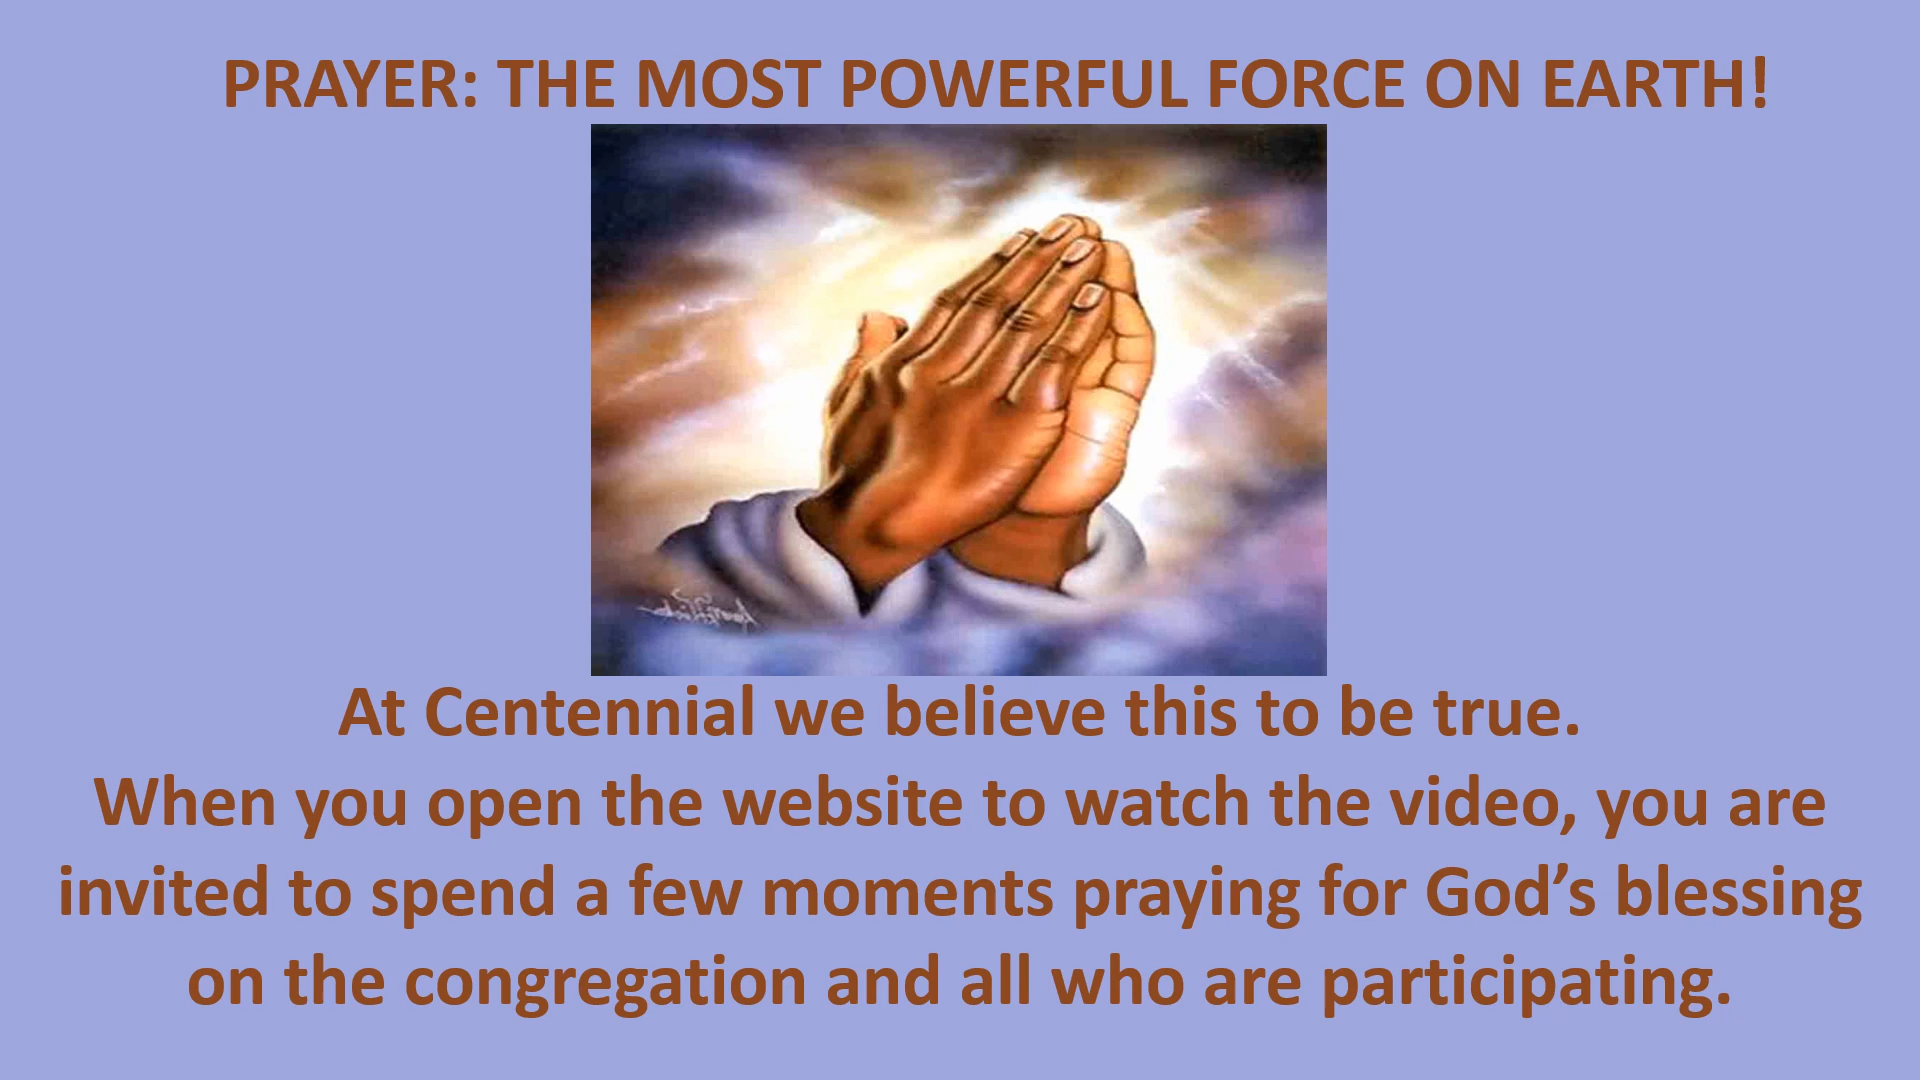 PRAYER: THE MOST POWERFUL FORCE ON EARTH!
At Centennial we believe this to be true.
When you open the website to watch the video, you are
invited to spend a few moments praying for God’s blessing
on the congregation and all who are participating.